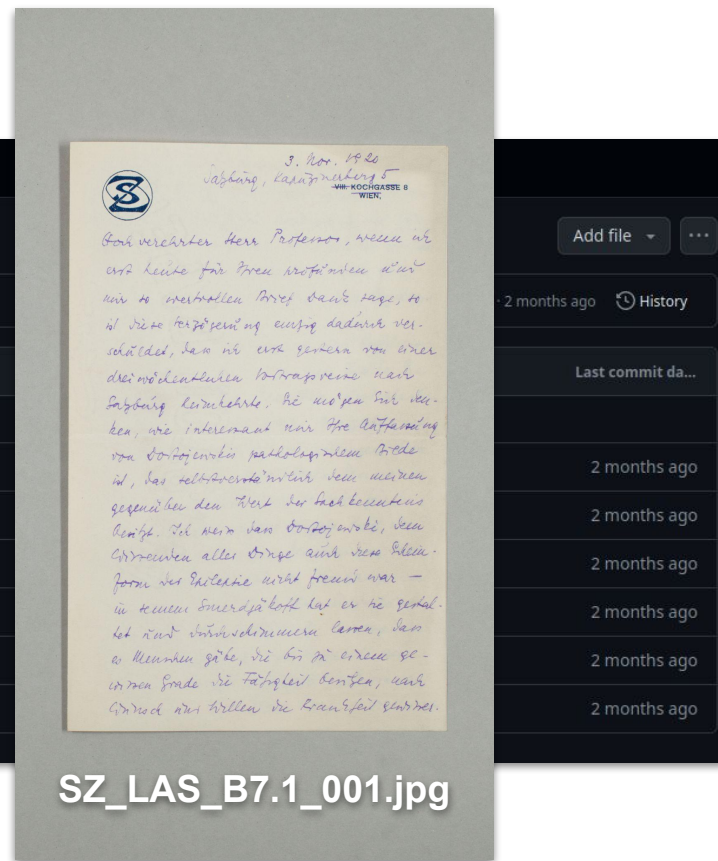 3. Nov. 1920
Salzburg, Kapuzinerberg 5
VIII. KOCHGASSE 8
WIEN,
SZ
Hoch verehrter Herr Professor, wenn ich
erst heute für Ihren profunden und
mir so wertvollen Brief Dank sage, so
ist diese Verzögerung einzig dadurch ver-
schuldet, dass ich erst gestern von einer
dreiwöchentlichen Vortragsreise nach
Salzburg heimkehrte. Sie mögen Sich den-
ken, wie interessant mir Ihre Auffassung
von Dostojewskis pathologischem Bilde
ist, das selbstverständlich dem meinen
gegenüber den Wert der Sachkenntnis
besitzt. Ich weiss dass Dostojewski, dem
Wissenden aller Dinge auch diese Schein-
form der Epilepsie nicht fremd war —
in seinem Smerdjakoff hat er sie gestal-
tet und durchschimmern lassen, dass
es Menschen gäbe, die bis zu einem ge-
wissen Grade die Fähigkeit besitzen, nach
Wunsch und Willen die Krankheit gewisser-
SZ_LAS_B7.1_001.jpg
Add file
...
· 2 months ago
History
Last commit da...
2 months ago
2 months ago
2 months ago
2 months ago
2 months ago
2 months ago